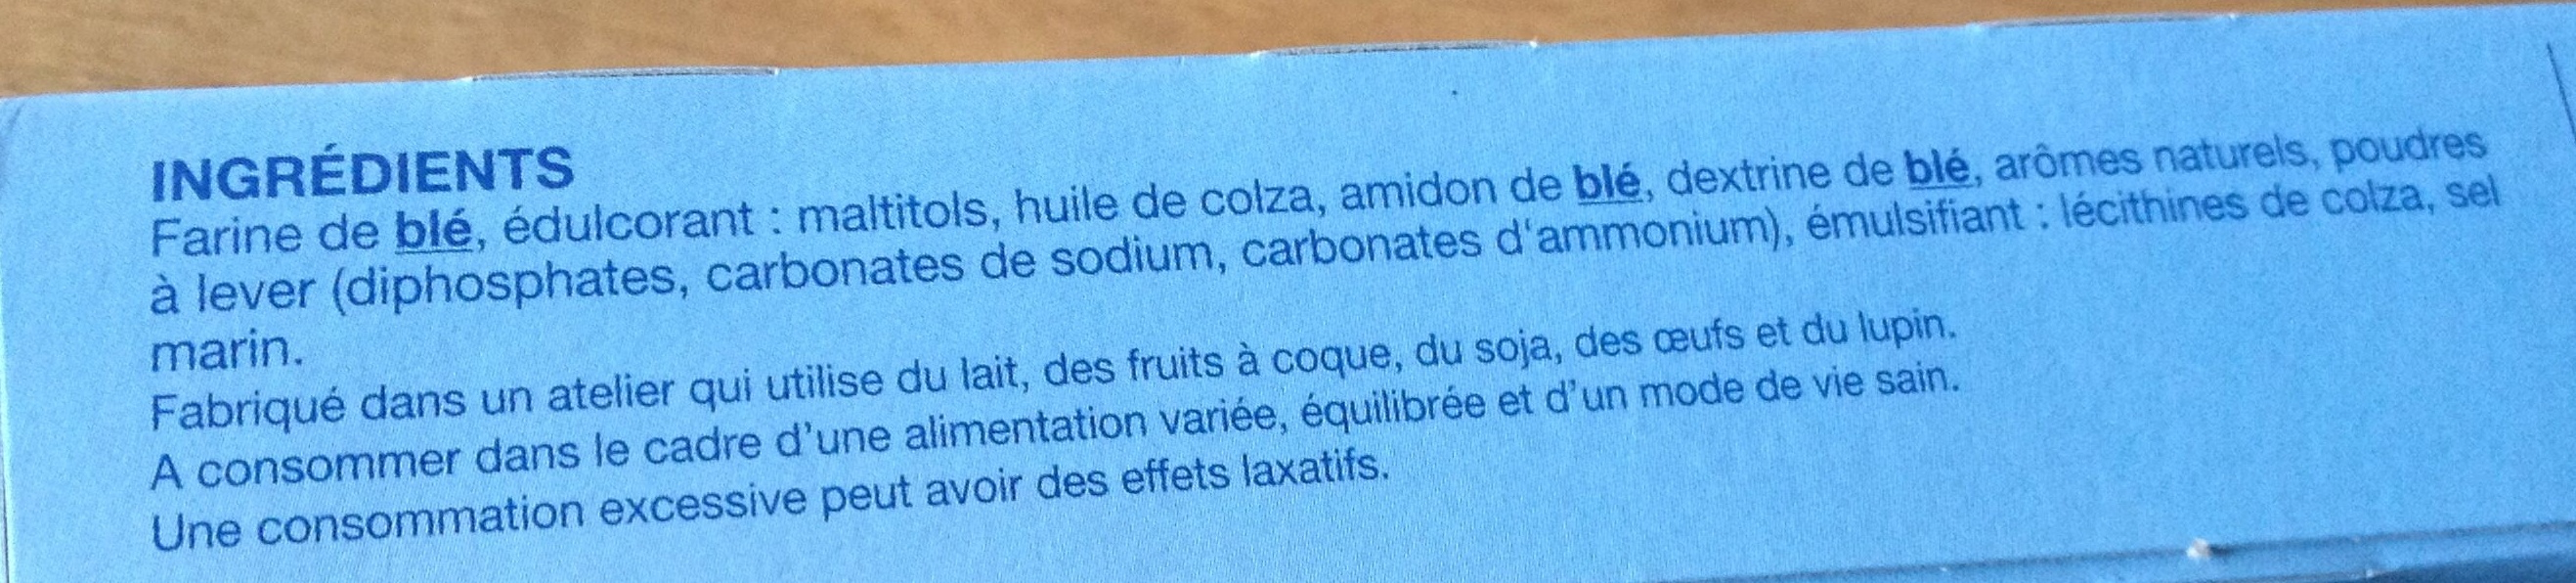 INGRÉDIENTS
Farine de blé, édulcorant : maltitols, huile de colza, amidon de blé, dextrine de blé, arômes naturels, poudres
à lever (diphosphates, carbonates de sodium, carbonates d‘ammonium), émulsifiant : lécithines de colza, sel
marin.
Fabriqué dans un atelier qui utilise du lait, des fruits à coque, du soja, des œufs et du lupin.
A consommer dans le cadre d’une alimentation variée, équilibrée et d’un mode de vie sain.
Une consommation excessive peut avoir des effets laxatifs.